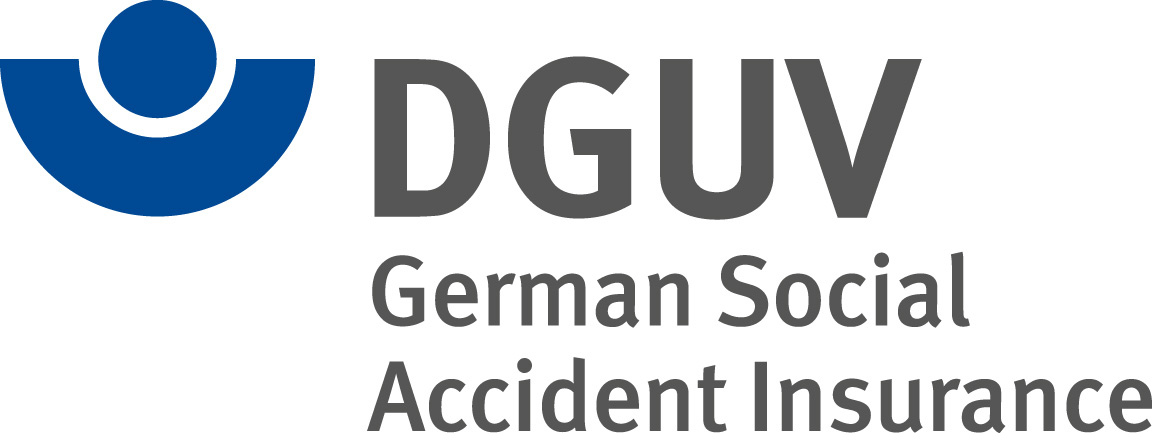 DGUV
German Social
Accident Insurance